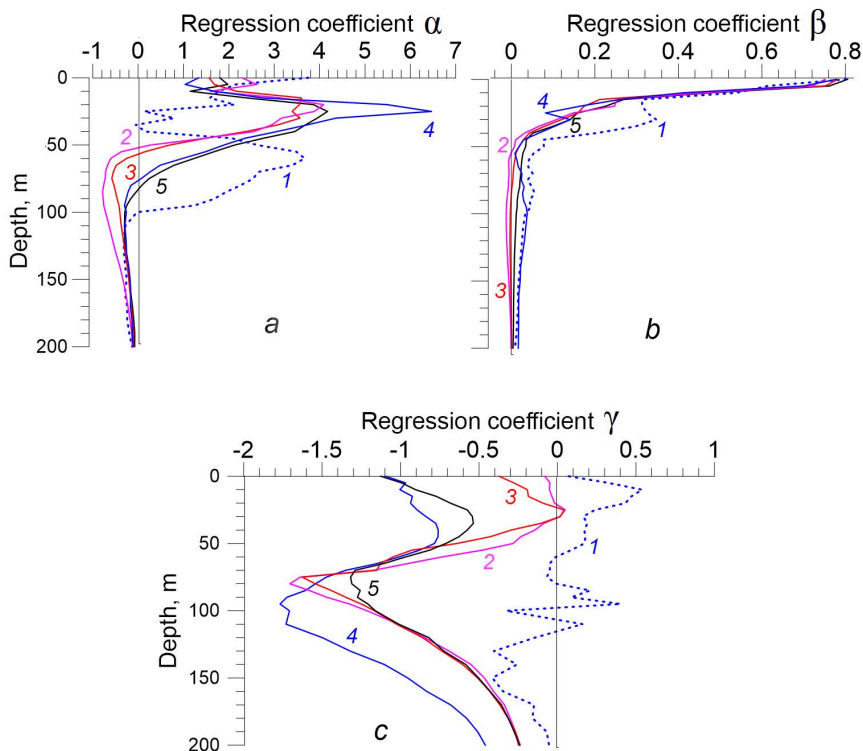 Regression coefficient α
-1 0 1 2 3 4 5 6 7
Depth, m
0
50
100
150
200
1
2
3
4
5
a
Regression coefficient β
0 0.2 0.4 0.6 0.8
1
2
3
4
5
b
Regression coefficient γ
-2 -1.5 -1 -0.5 0 0.5 1
Depth, m
0
50
100
150
200
1
2
3
4
5
c